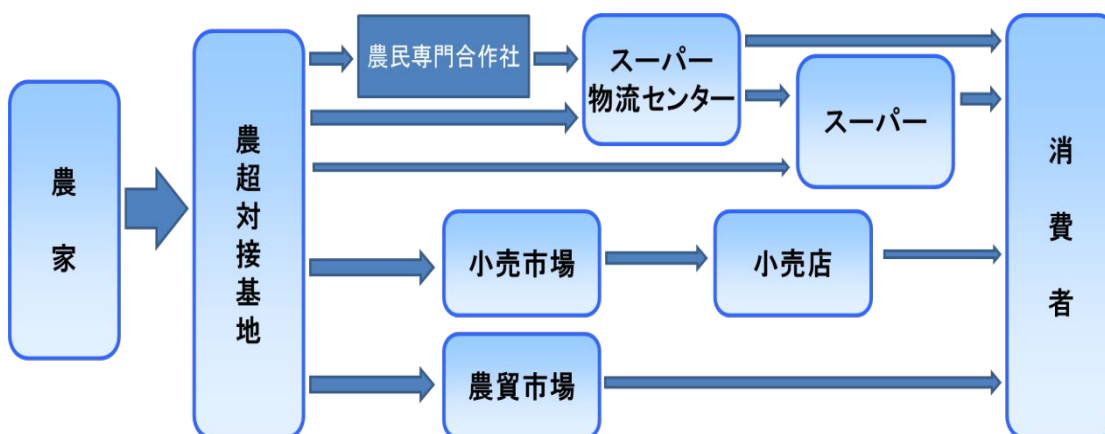 農家
農超対接基地
農民専門合作社
スーパー
物流センター
スーパー
小売市場
小売店
農貿市場
消費者